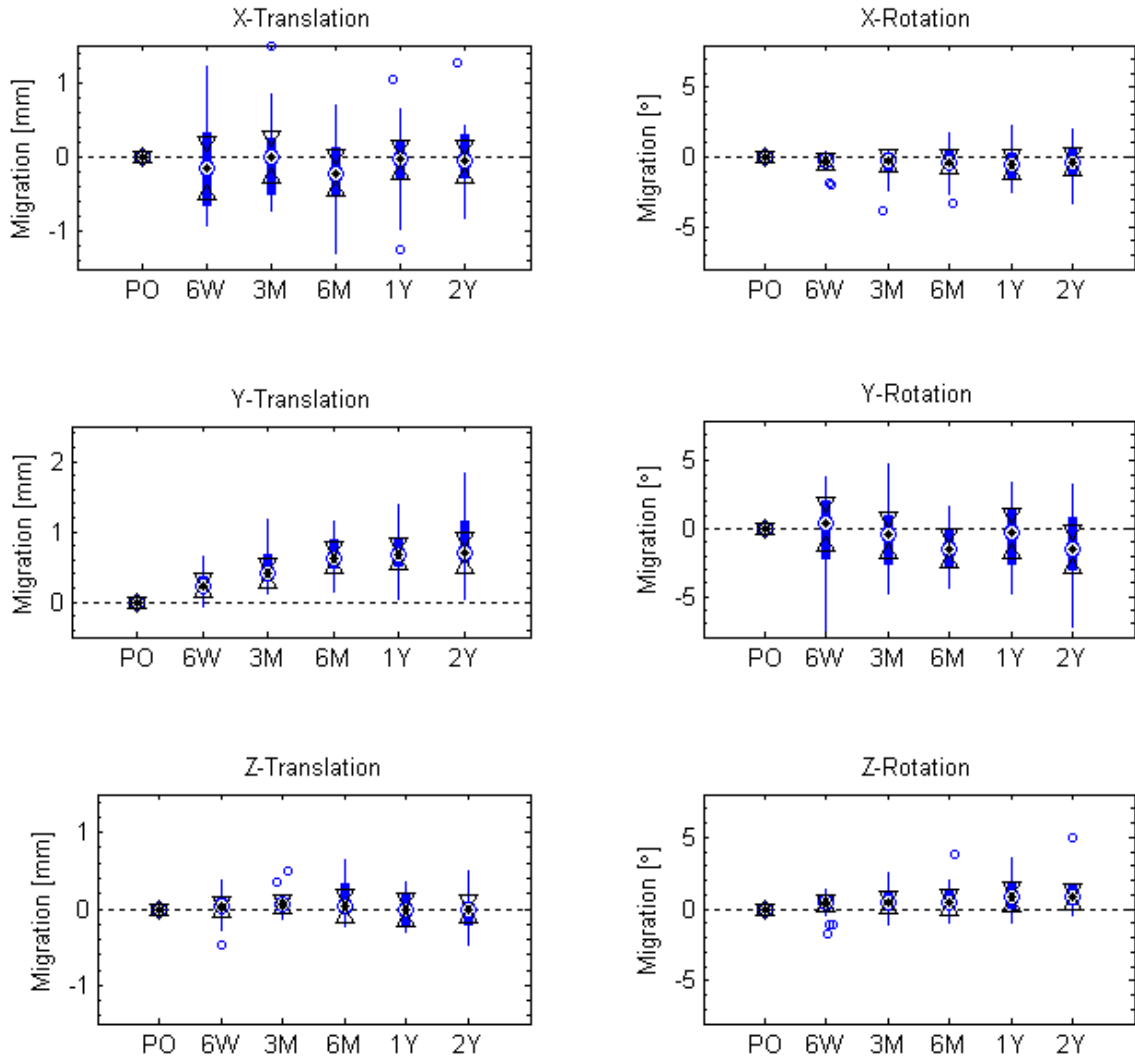 X-Translation
Migration [mm]
1
0
-1
PO 6W 3M 6M 1Y 2Y
X-Rotation
Migration [°]
5
0
-5
PO 6W 3M 6M 1Y 2Y
Y-Translation
Migration [mm]
2
1
0
PO 6W 3M 6M 1Y 2Y
Y-Rotation
Migration [°]
5
0
-5
PO 6W 3M 6M 1Y 2Y
Z-Translation
Migration [mm]
1
0
-1
PO 6W 3M 6M 1Y 2Y
Z-Rotation
Migration [°]
5
0
-5
PO 6W 3M 6M 1Y 2Y